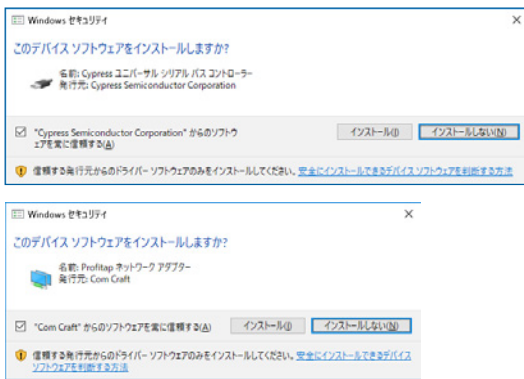 Windows セキュリティ
このデバイス ソフトウェアをインストールしますか?
名前: Cypress ユニバーサル シリアル バス コントローラー
発行元: Cypress Semiconductor Corporation
"Cypress Semiconductor Corporation" からのソフトウ
ェアを常に信頼する(A)
インストール(I)
インストールしない(N)
信頼する発行元からのドライバー ソフトウェアのみをインストールしてください。安全にインストールできるデバイス ソフトウェアを判断する方法
Windows セキュリティ
このデバイス ソフトウェアをインストールしますか?
名前: Profitap ネットワーク アダプター
発行元: Com Craft
"Com Craft" からのソフトウェアを常に信頼する(A)
インストール(I)
インストールしない(N)
信頼する発行元からのドライバー ソフトウェアのみをインストールしてください。安全にインストールできるデバイス
ソフトウェアを判断する方法